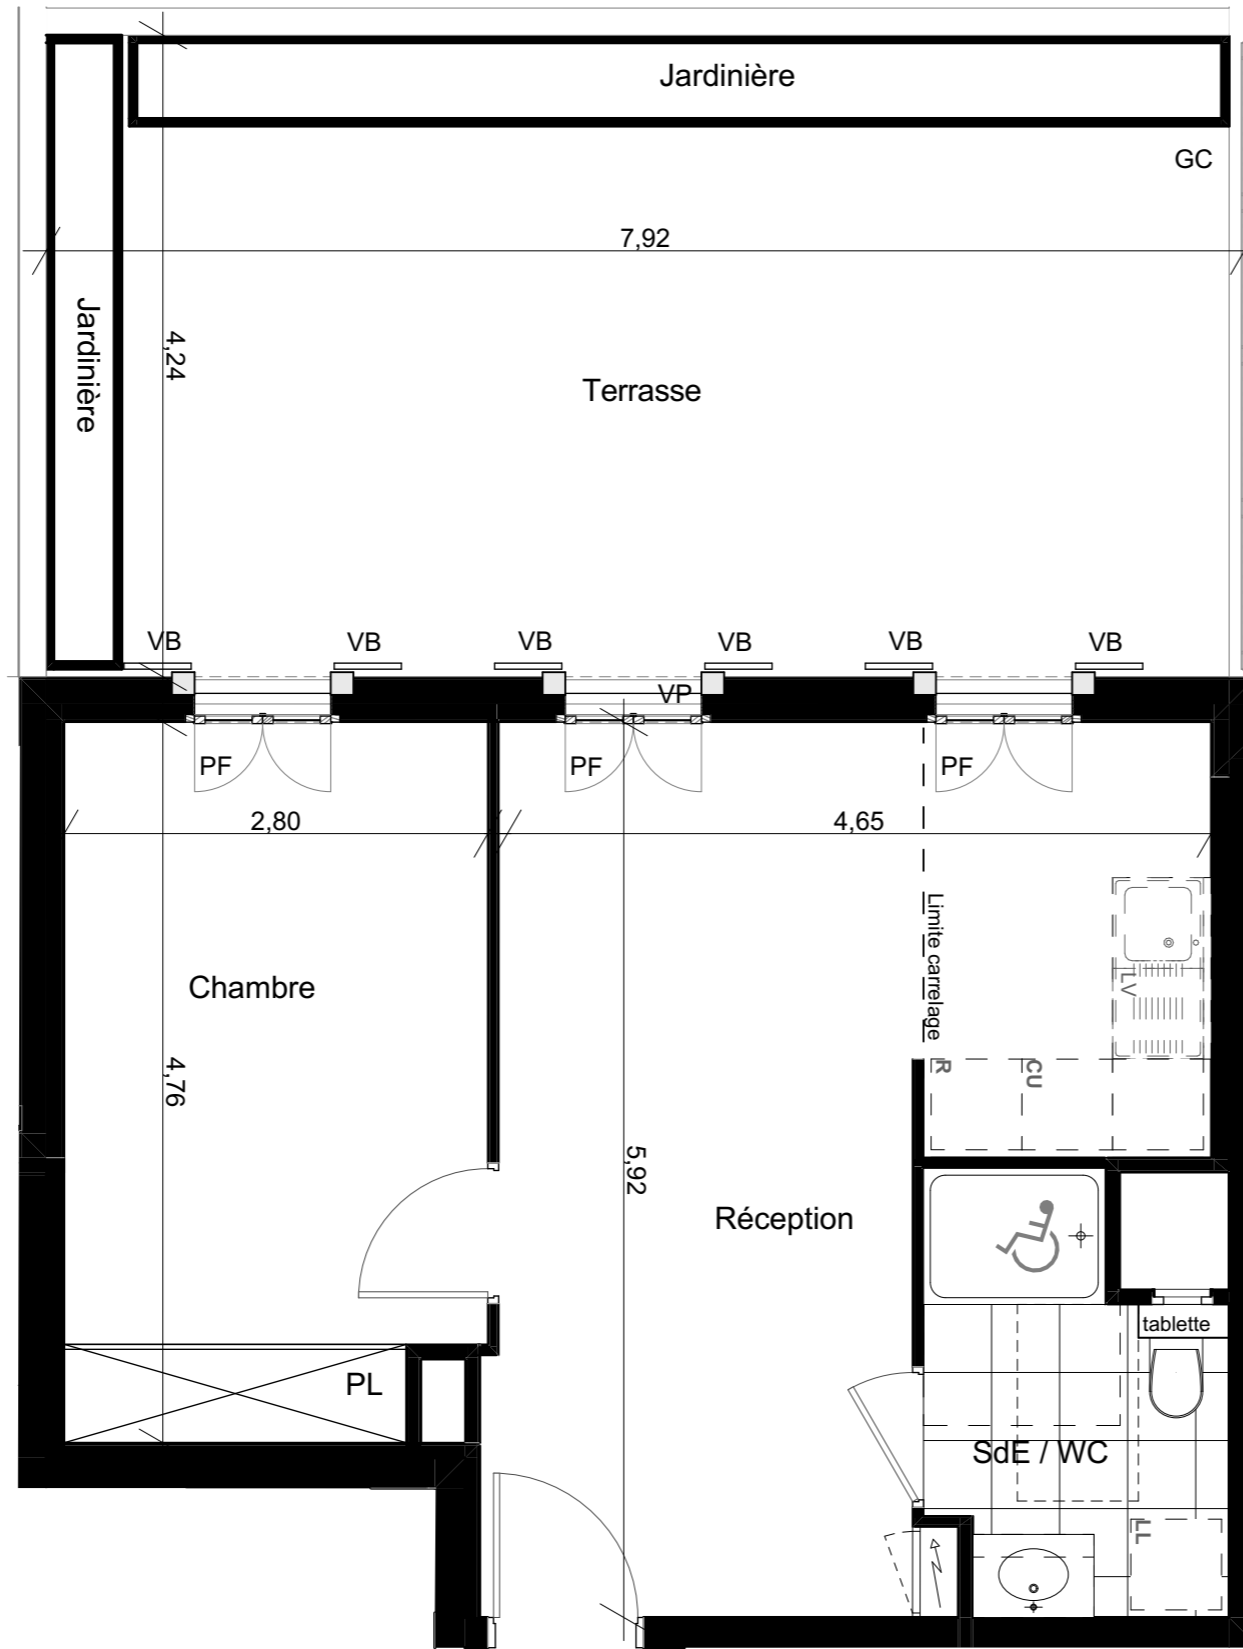 Jardinière
GC
7,92
Jardinière
4,24
Terrasse
VB
VB
VB
VB
VB
VB
VP
PF
PF
PF
2,80
4,65
Limite carrelage
LV
Chambre
R
CU
4,76
5,92
Réception
tablette
PL
SdE / WC
LL